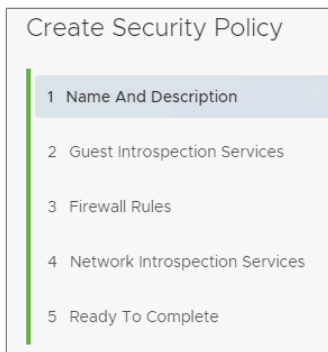 Create Security Policy
1 Name And Description
2 Guest Introspection Services
3 Firewall Rules
4 Network Introspection Services
5 Ready To Complete